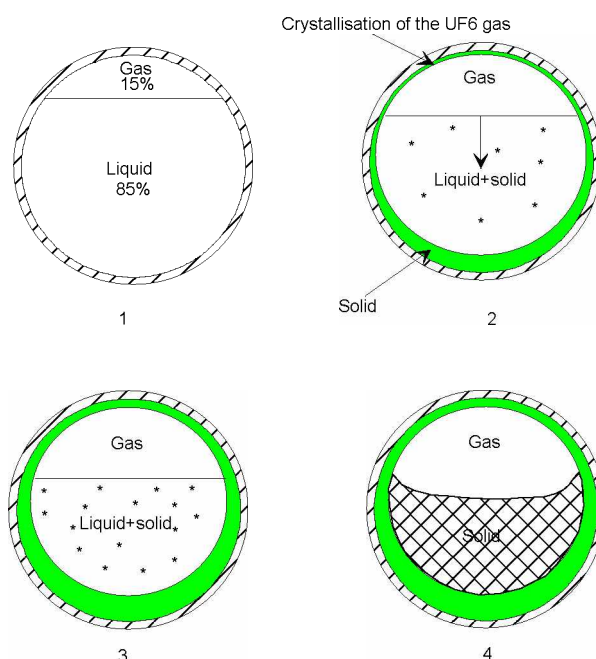 Crystallisation of the UF6 gas
Gas
15%
Liquid
85%
1
Gas
Liquid+solid
Solid
2
Gas
Liquid+solid
3
Gas
Solid
4